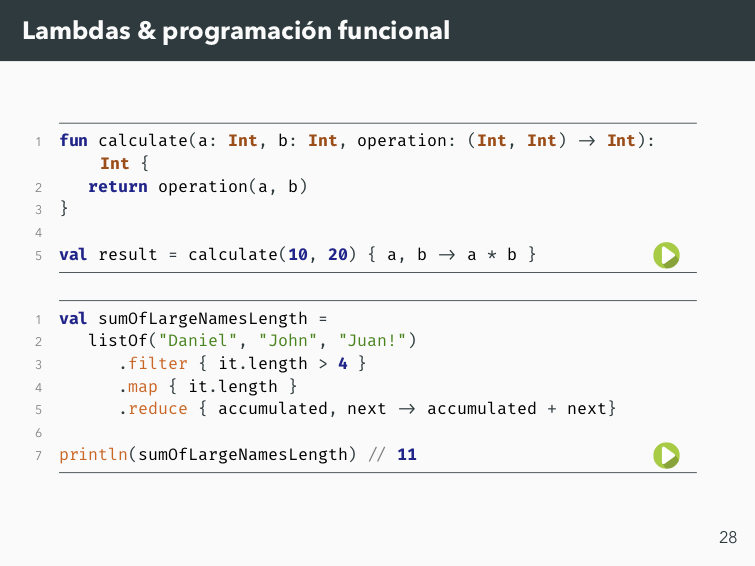 Lambdas & programación funcional
1 fun calculate(a: Int, b: Int, operation: (Int, Int) → Int):
Int {
2 return operation(a, b)
3 }
4
5 val result = calculate(10, 20) { a, b → a * b }
1 val sumOfLargeNamesLength =
2 listOf("Daniel", "John", "Juan!")
3 .filter { it.length > 4 }
4 .map { it.length }
5 .reduce { accumulated, next → accumulated + next}
6
7 println(sumOfLargeNamesLength) // 11
28